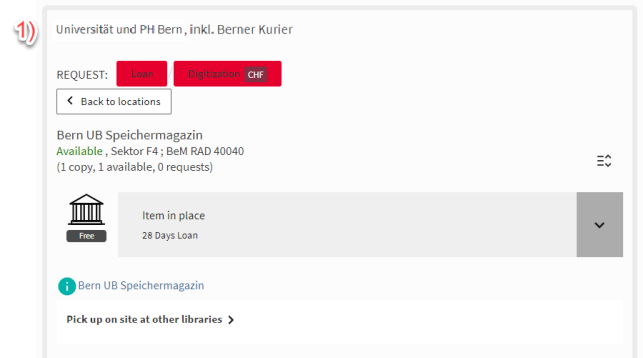 1)
Universität und PH Bern, inkl. Berner Kurier
REQUEST: Loan Digitization CHF
Back to locations
Bern UB Speichermagazin
Available , Sektor F4 ; BeM RAD 40040
(1 copy, 1 available, 0 requests)
Item in place
Free 28 Days Loan
i Bern UB Speichermagazin
Pick up on site at other libraries